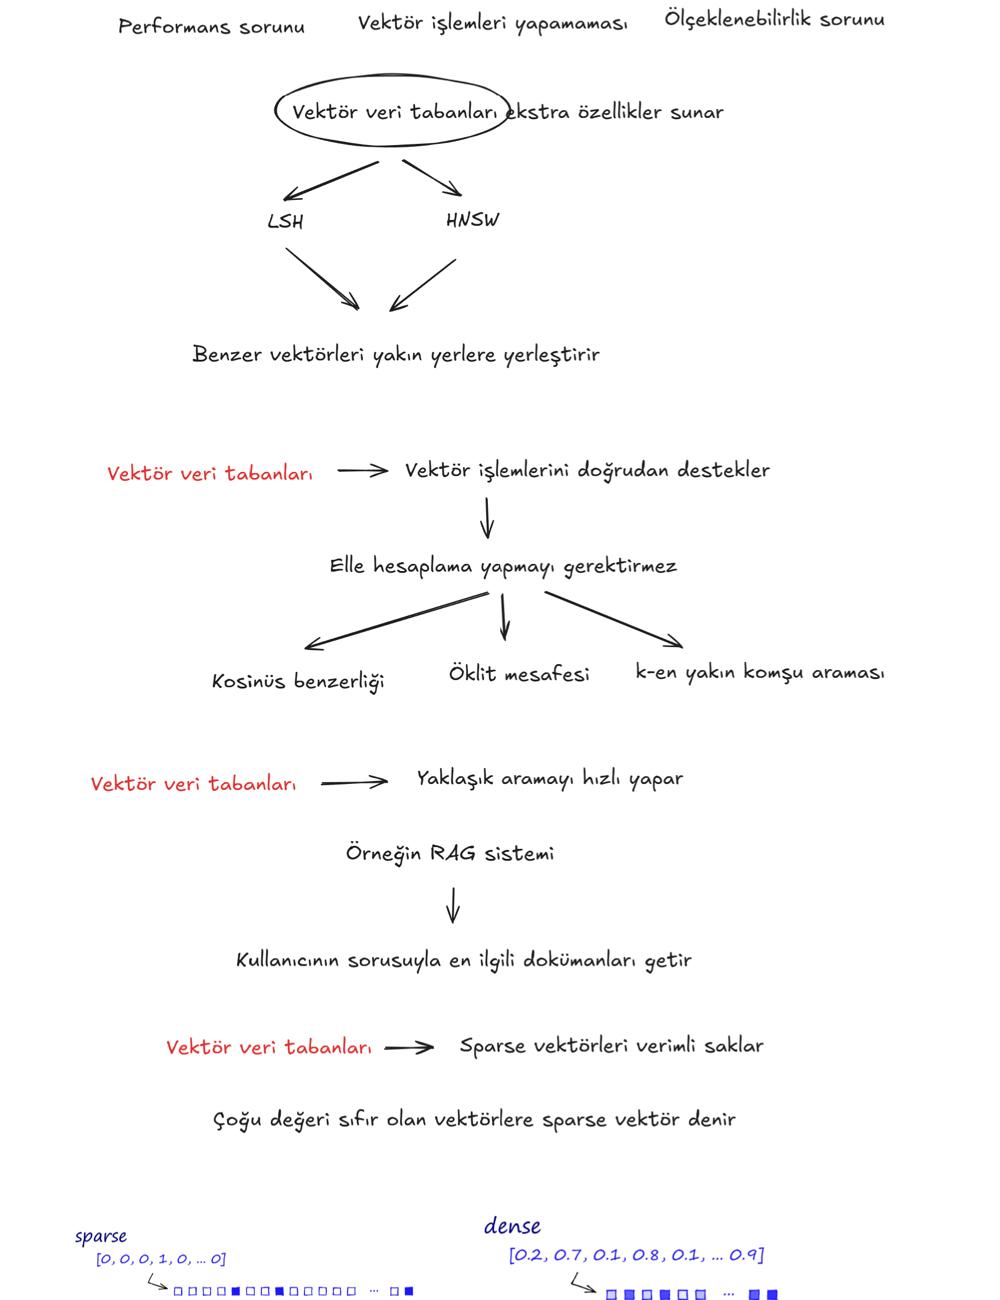 Performans sorunu
Vektör işlemleri yapamaması
Ölçeklenebilirlik sorunu
Vektör veri tabanları ekstra özellikler sunar
LSH
HNSW
Benzer vektörleri yakın yerlere yerleştirir
Vektör veri tabanları
Vektör işlemlerini doğrudan destekler
Elle hesaplama yapmayı gerektirmez
Kosinüs benzerliği
Öklit mesafesi
k-en yakın komşu araması
Vektör veri tabanları
Yaklaşık aramayı hızlı yapar
Örneğin RAG sistemi
Kullanıcının sorusuyla en ilgili dokümanları getir
Vektör veri tabanları
Sparse vektörleri verimli saklar
Çoğu değeri sıfır olan vektörlere sparse vektör denir
sparse
[0, 0, 0, 1, 0, ... 0]
...
dense
[0.2, 0.7, 0.1, 0.8, 0.1, ... 0.9]
...